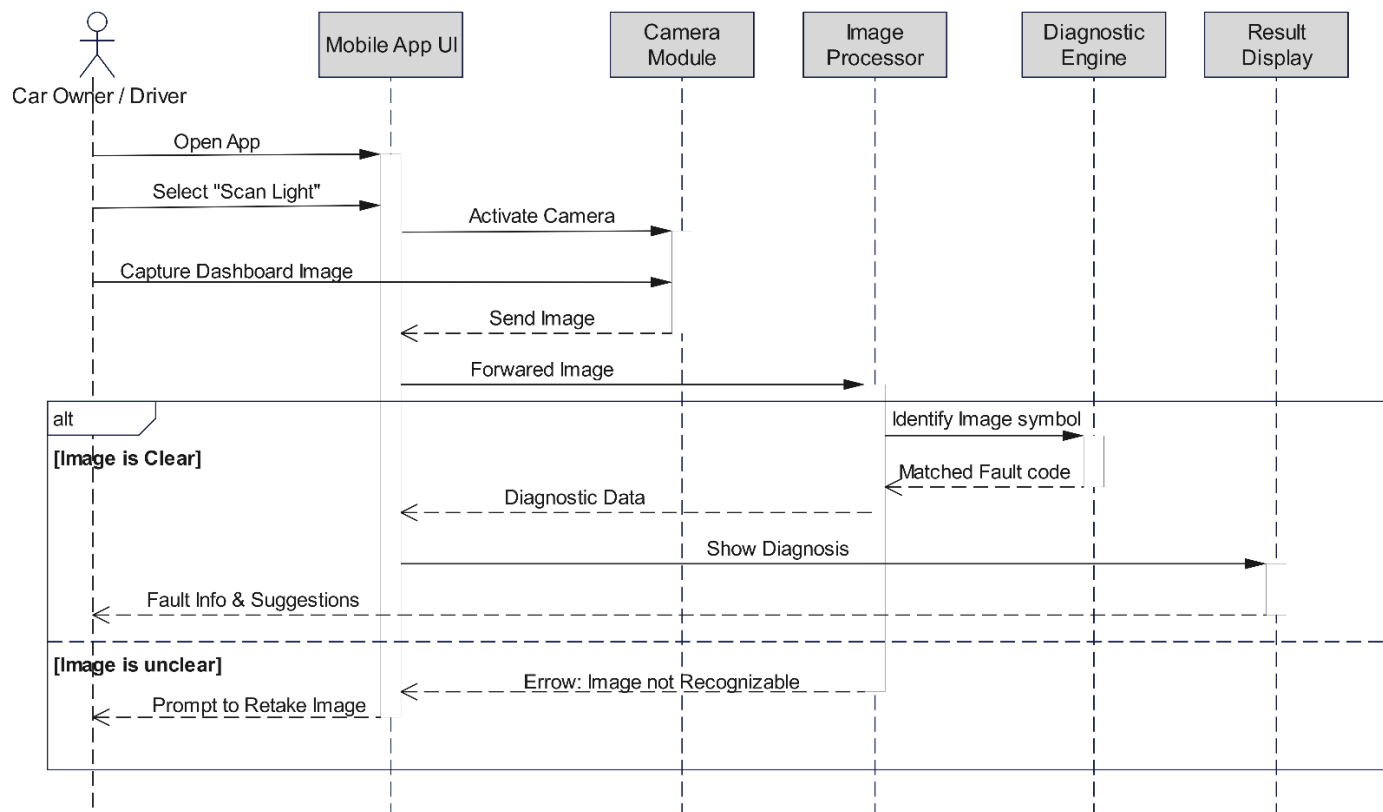 Mobile App UI
Camera
Module
Image
Processor
Diagnostic
Engine
Result
Display
Car Owner / Driver
Open App
Select "Scan Light"
Activate Camera
Capture Dashboard Image
Send Image
Forwared Image
alt
Identify Image symbol
[Image is Clear]
Matched Fault code
Diagnostic Data
Show Diagnosis
Fault Info & Suggestions
[Image is unclear]
Errow: Image not Recognizable
Prompt to Retake Image